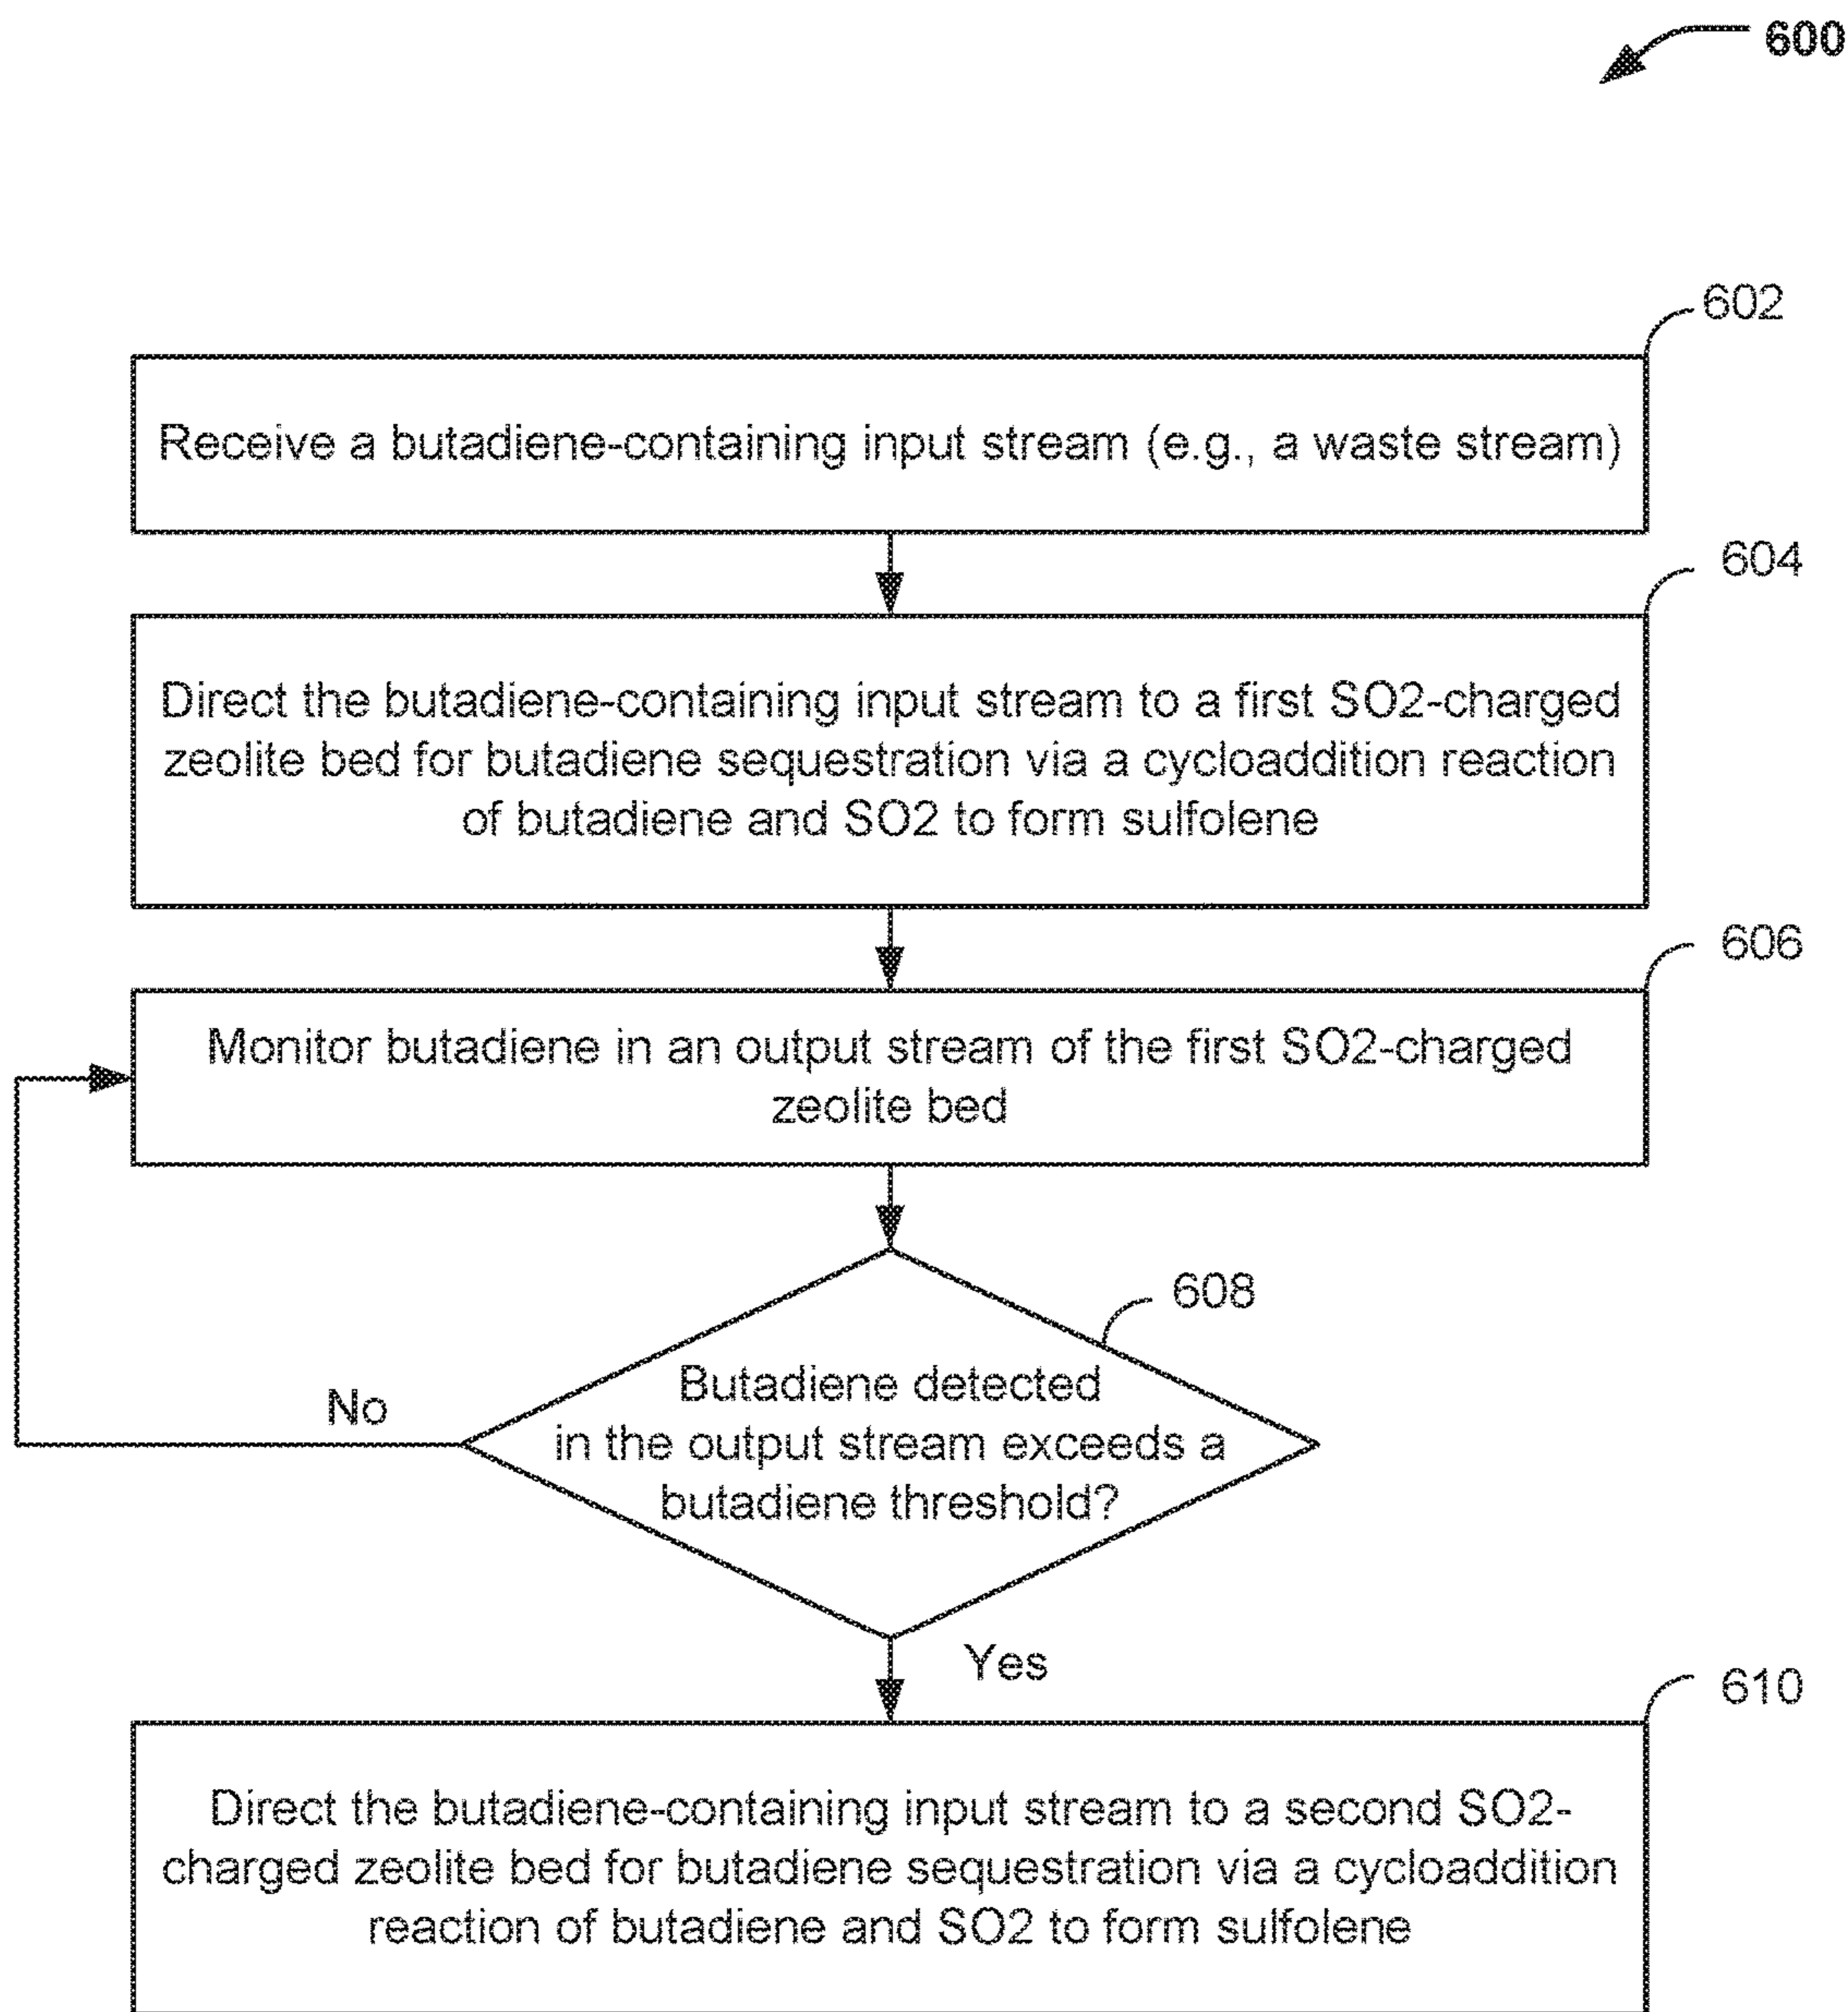 600
602
Receive a butadiene-containing input stream (e.g., a waste stream)
604
Direct the butadiene-containing input stream to a first SO2-charged
zeolite bed for butadiene sequestration via a cycloaddition reaction
of butadiene and SO2 to form sulfolene
606
Monitor butadiene in an output stream of the first SO2-charged
zeolite bed
608
Butadiene detected
in the output stream exceeds a
butadiene threshold?
No
Yes
610
Direct the butadiene-containing input stream to a second SO2-
charged zeolite bed for butadiene sequestration via a cycloaddition
reaction of butadiene and SO2 to form sulfolene